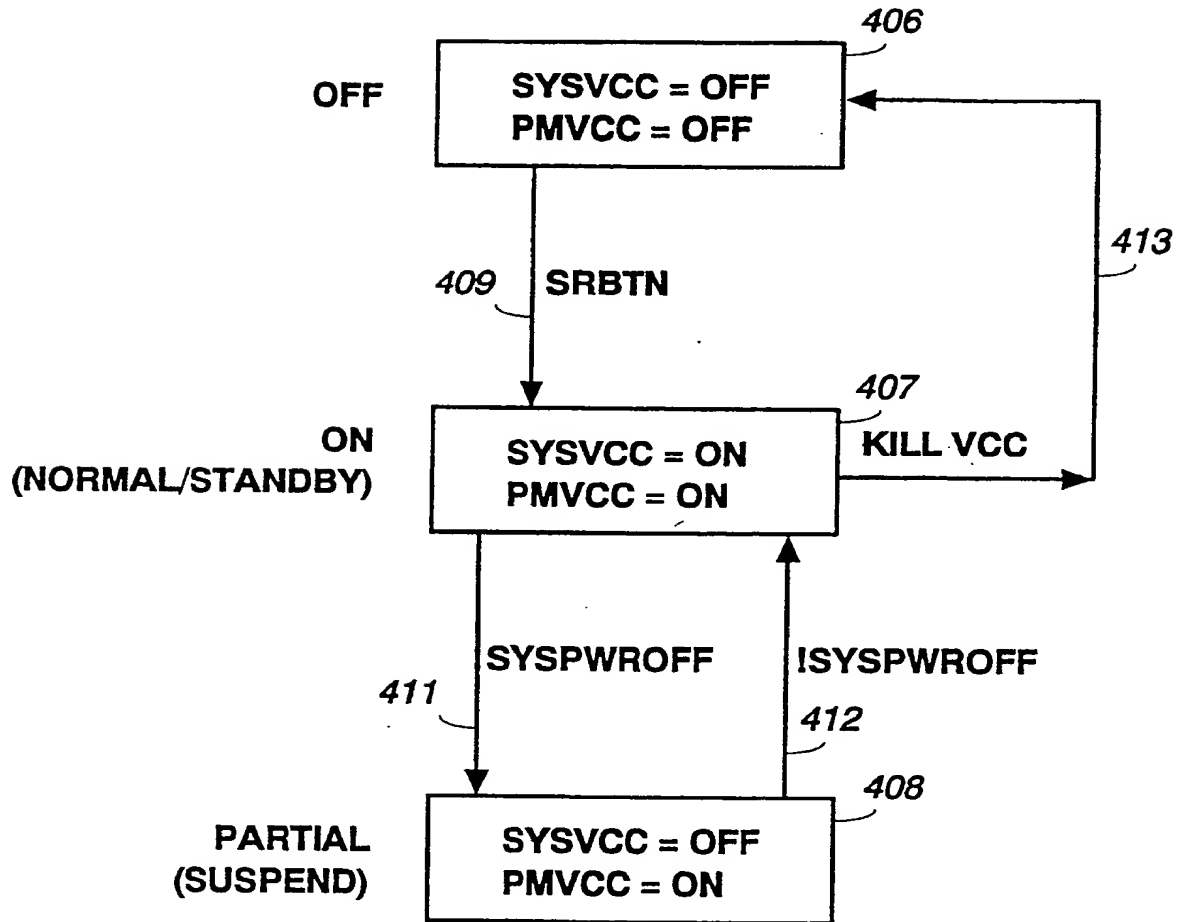 406
OFF
SYSVCC = OFF
PMVCC = OFF
413
409
SRBTN
407
ON
(NORMAL/STANDBY)
SYSVCC = ON
PMVCC = ON
KILL VCC
SYSPWROFF
!SYSPWROFF
411
412
408
PARTIAL
(SUSPEND)
SYSVCC = OFF
PMVCC = ON